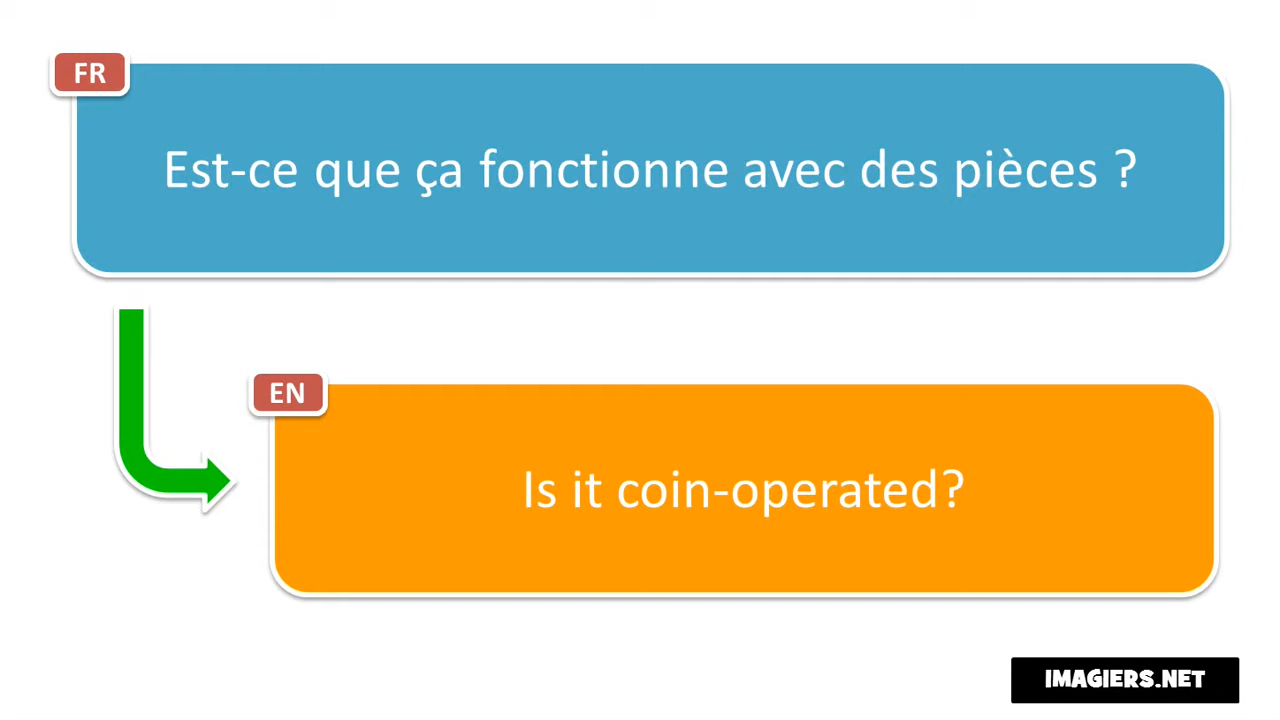 FR
Est-ce que ça fonctionne avec des pièces ?
EN
Is it coin-operated?
IMAGIERS.NET